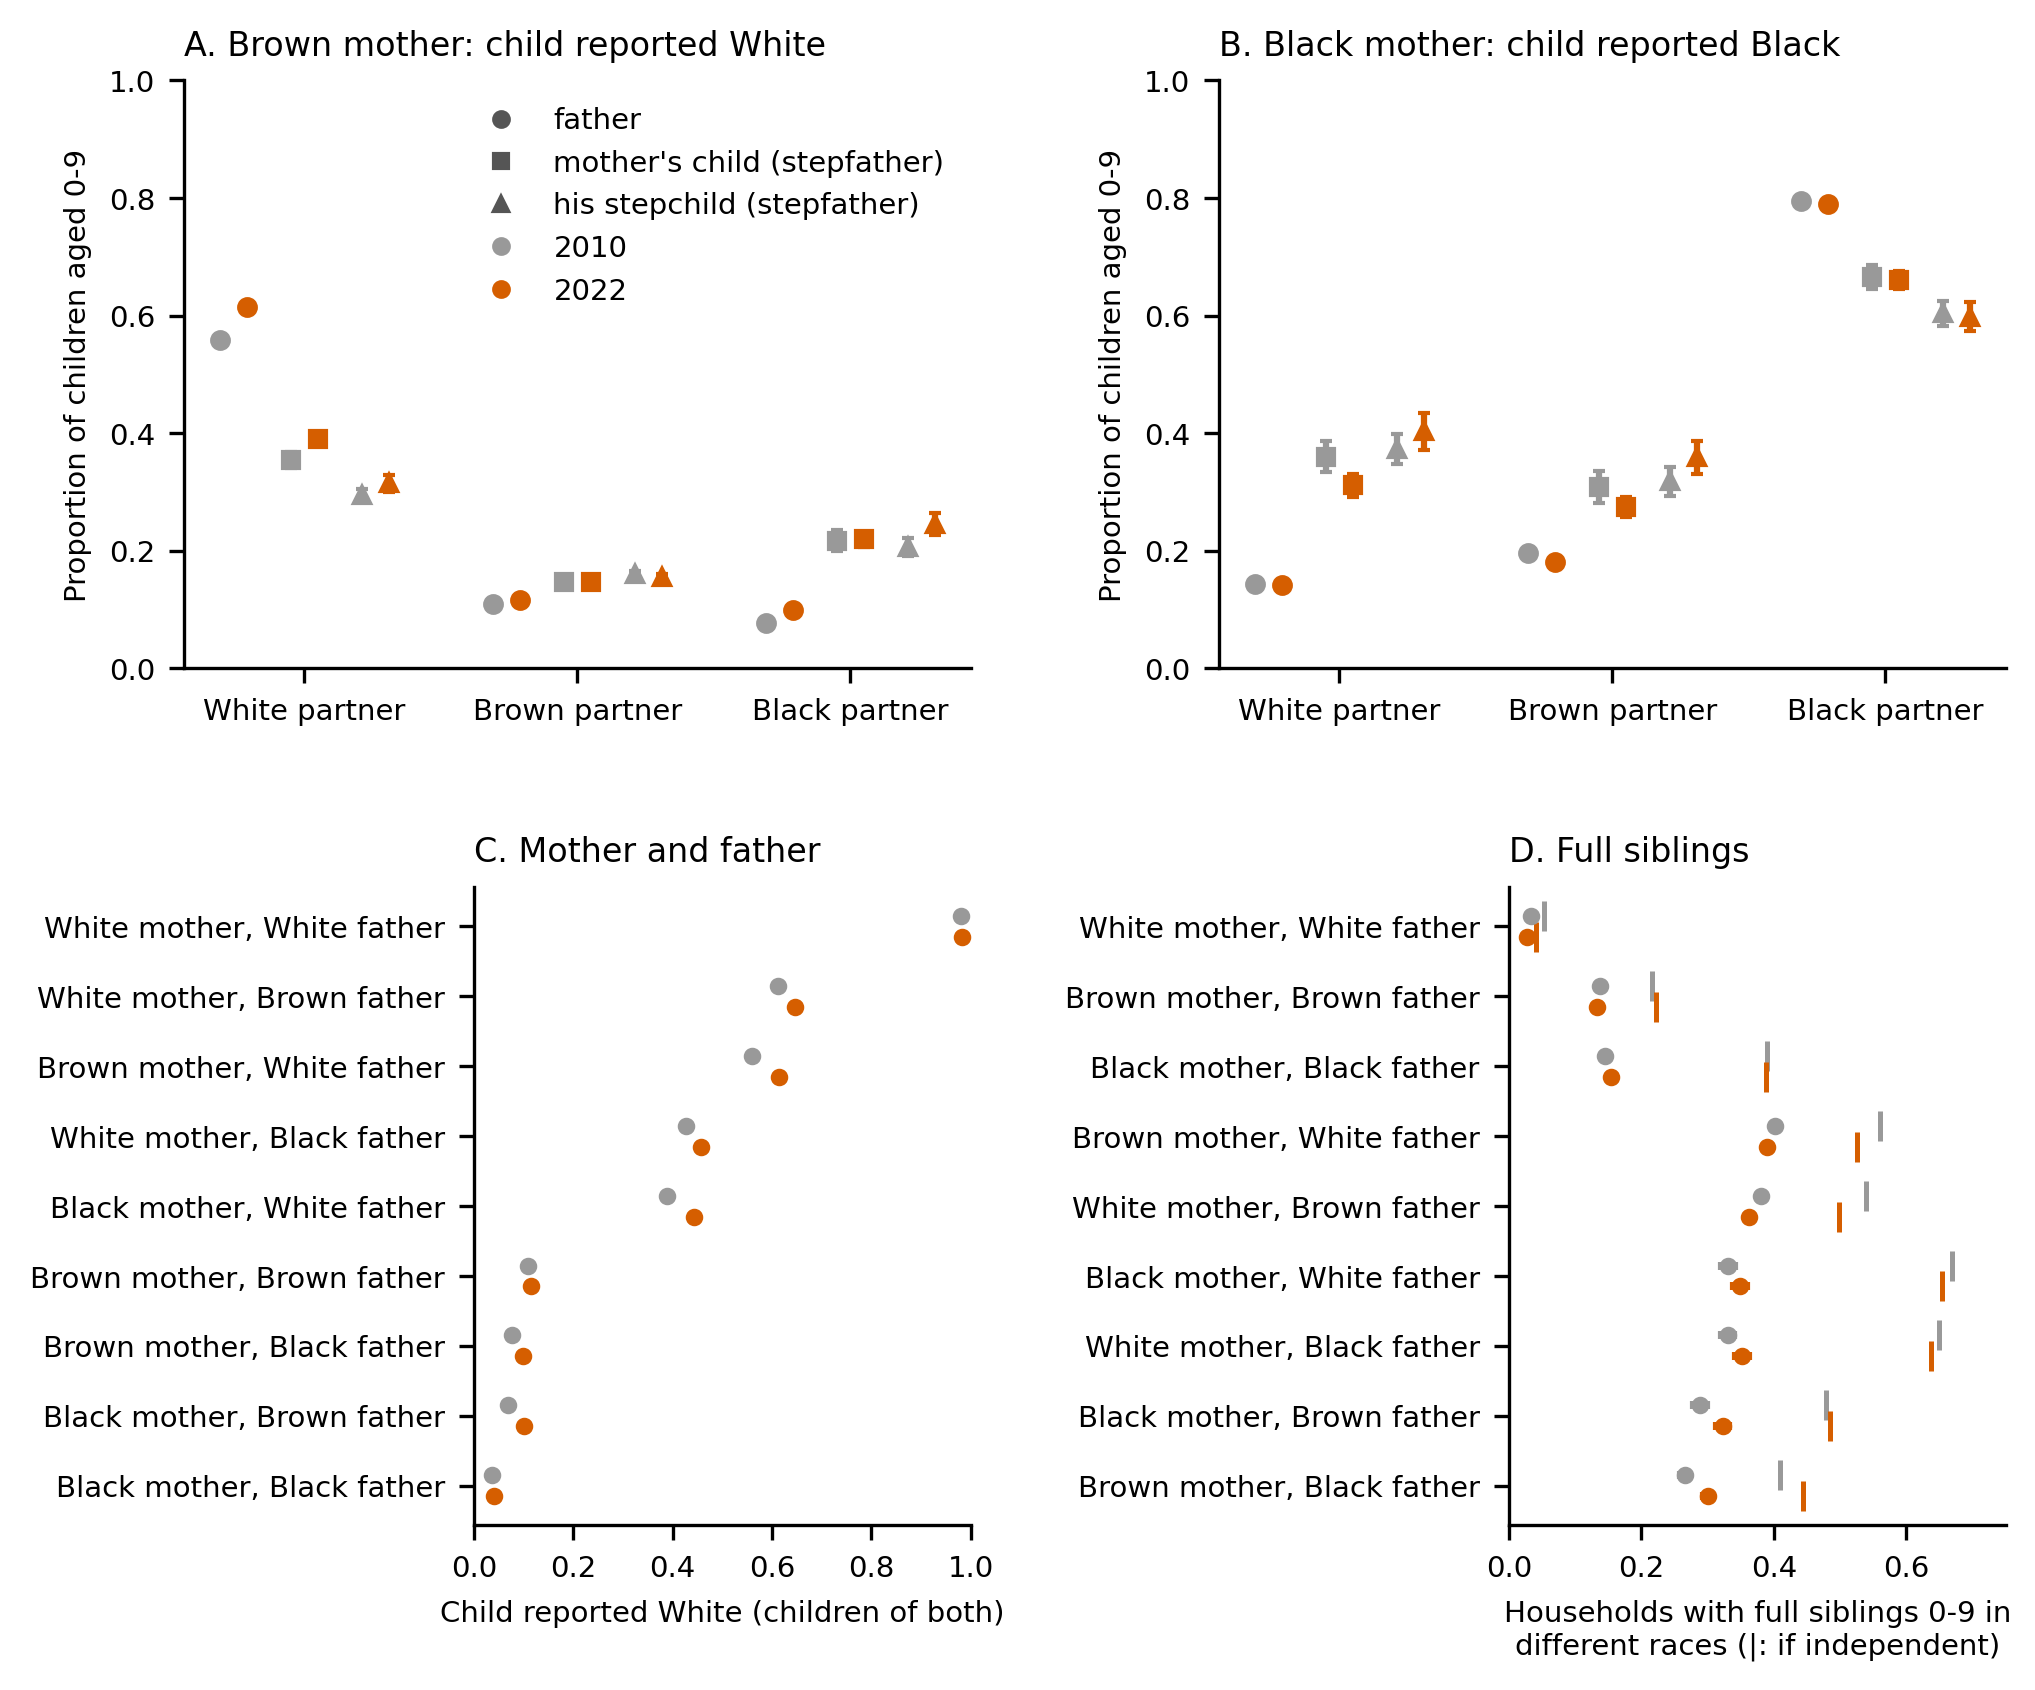 A. Brown mother: child reported White
Proportion of children aged 0-9
1.0
0.8
0.6
0.4
0.2
0.0
father
mother's child (stepfather)
his stepchild (stepfather)
2010
2022
White partner
Brown partner
Black partner
B. Black mother: child reported Black
Proportion of children aged 0-9
1.0
0.8
0.6
0.4
0.2
0.0
White partner
Brown partner
Black partner
C. Mother and father
White mother, White father
White mother, Brown father
Brown mother, White father
White mother, Black father
Black mother, White father
Brown mother, Brown father
Brown mother, Black father
Black mother, Brown father
Black mother, Black father
0.0
0.2
0.4
0.6
0.8
1.0
Child reported White (children of both)
D. Full siblings
White mother, White father
Brown mother, Brown father
Black mother, Black father
Brown mother, White father
White mother, Brown father
Black mother, White father
White mother, Black father
Black mother, Brown father
Brown mother, Black father
0.0
0.2
0.4
0.6
Households with full siblings 0-9 in
different races (|: if independent)